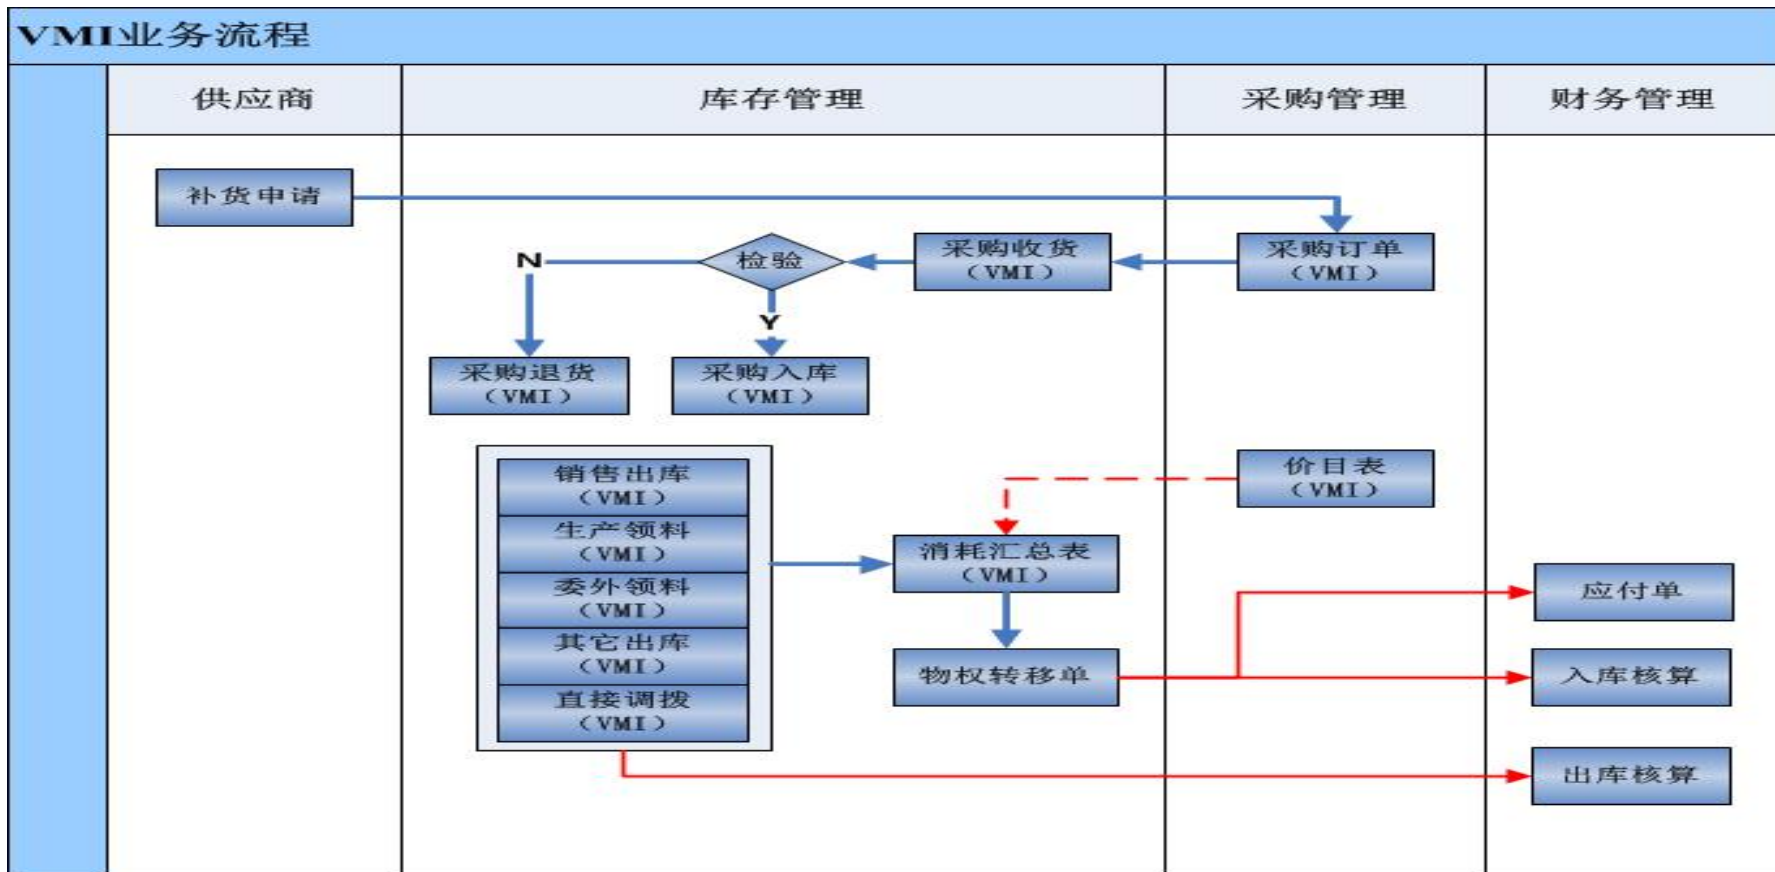 VMI业务流程
供应商
库存管理
采购管理
财务管理
补货申请
采购订单
（VMI）
采购收货
（VMI）
检验
N
Y
采购退货
（VMI）
采购入库
（VMI）
销售出库
（VMI）
生产领料
（VMI）
委外领料
（VMI）
其它出库
（VMI）
直接调拨
（VMI）
价目表
（VMI）
消耗汇总表
（VMI）
物权转移单
应付单
入库核算
出库核算